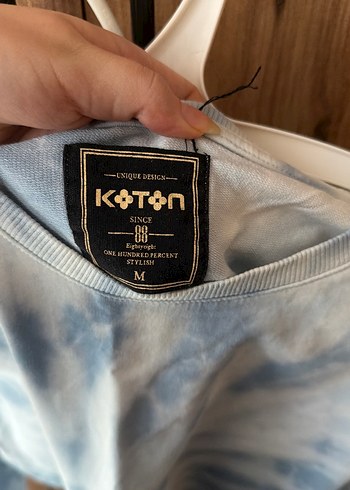 UNIQUE DESIGN
KOTON
SINCE
88
Eightyeight
ONE HUNDRED PERCENT
STYLISH
M